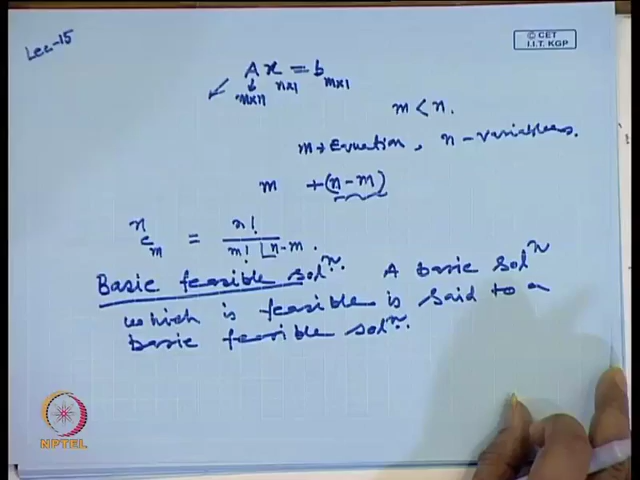 Lec-15
© CET
I.I.T. KGP
Ax = b
m×n n×1 m×1
m < n.
m → Equation, n - variables.
m + (n-m)
ⁿCₘ = n! / m! ⌊n-m.
Basic feasible solⁿ. A basic solⁿ
which is feasible is said to a
basic feasible solⁿ.
NPTEL